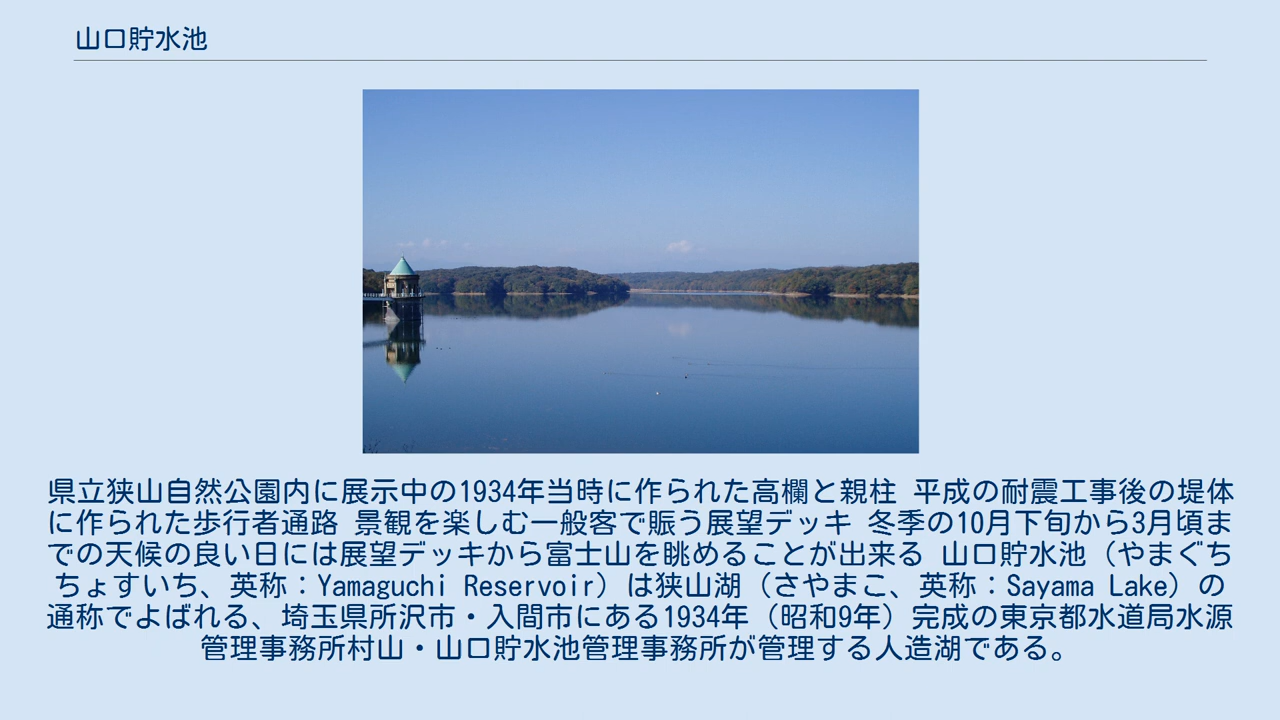 山口貯水池
県立狭山自然公園内に展示中の1934年当時に作られた高欄と親柱 平成の耐震工事後の堤体
に作られた歩行者通路 景観を楽しむ一般客で賑う展望デッキ 冬季の10月下旬から3月頃ま
での天候の良い日には展望デッキから富士山を眺めることが出来る 山口貯水池（やまぐち
ちょすいち、英称：Yamaguchi Reservoir）は狭山湖（さやまこ、英称：Sayama Lake）の
通称でよばれる、埼玉県所沢市・入間市にある1934年（昭和9年）完成の東京都水道局水源
管理事務所村山・山口貯水池管理事務所が管理する人造湖である。